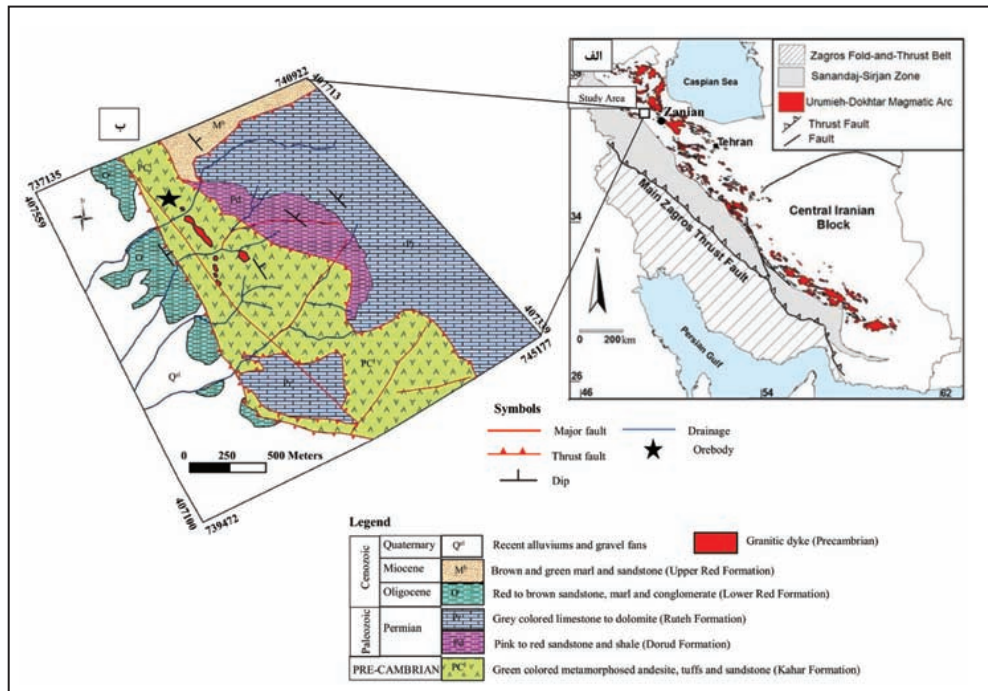 الف
Zagros Fold-and-Thrust Belt
Sanandaj-Sirjan Zone
Urumieh-Dokhtar Magmatic Arc
Thrust Fault
Fault
Caspian Sea
Study Area
Zanjan
Tehran
34
Main Zagros Thrust Fault
Central Iranian
Block
N
0 200 km
Persian Gulf
26
46
54
62
ب
740922
407713
737135
407559
407339
745177
407100
739472
Pd
Pr
Qal
0 250 500 Meters
Symbols
Major fault
Drainage
Thrust fault
Orebody
Dip
Legend
Cenozoic
Quaternary
Qal
Recent alluviums and gravel fans
Granitic dyke (Precambrian)
Miocene
Brown and green marl and sandstone (Upper Red Formation)
Oligocene
Red to brown sandstone, marl and conglomerate (Lower Red Formation)
Paleozoic
Permian
Pr
Grey colored limestone to dolomite (Ruteh Formation)
Pd
Pink to red sandstone and shale (Dorud Formation)
PRE-CAMBRIAN
Green colored metamorphosed andesite, tuffs and sandstone (Kahar Formation)